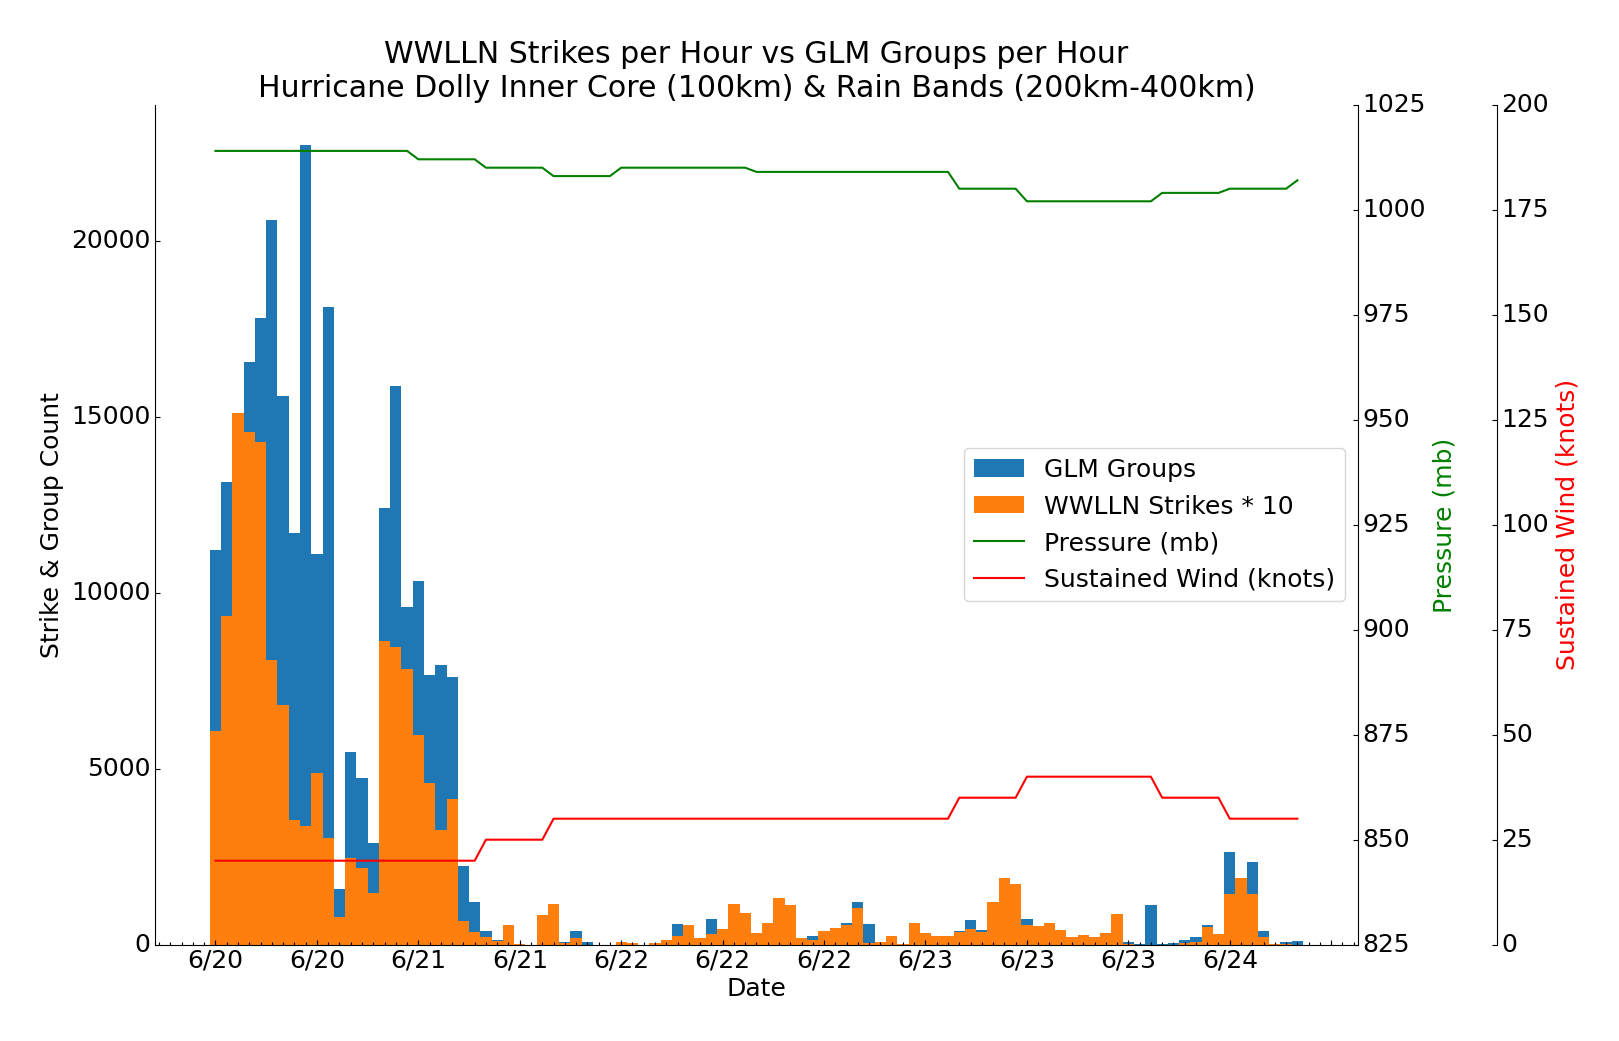 WWLLN Strikes per Hour vs GLM Groups per Hour
Hurricane Dolly Inner Core (100km) & Rain Bands (200km-400km)
Strike & Group Count
20000
15000
10000
5000
0
1025
1000
975
950
925
900
875
850
825
Pressure (mb)
200
175
150
125
100
75
50
25
0
Sustained Wind (knots)
GLM Groups
WWLLN Strikes * 10
Pressure (mb)
Sustained Wind (knots)
6/20 6/20 6/21 6/21 6/22 6/22 6/22 6/23 6/23 6/23 6/24
Date